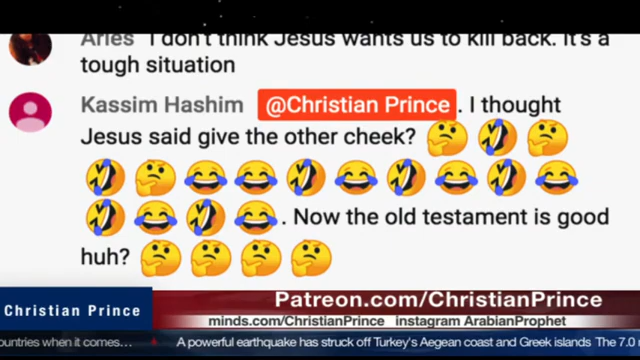 Aries I don't think Jesus wants us to kill back. It's a
tough situation
Kassim Hashim @Christian Prince. I thought
Jesus said give the other cheek? 🤔🤣🤔
🤣🤔😂😂🤣😂🤣😂🤣😂
🤣😂🤣😂. Now the old testament is good
huh? 🤔🤔🤔🤔
Christian Prince
Patreon.com/ChristianPrince
minds.com/ChristianPrince instagram ArabianProphet
ountries when it comes...
A powerful earthquake has struck off Turkey's Aegean coast and Greek islands. The 7.0